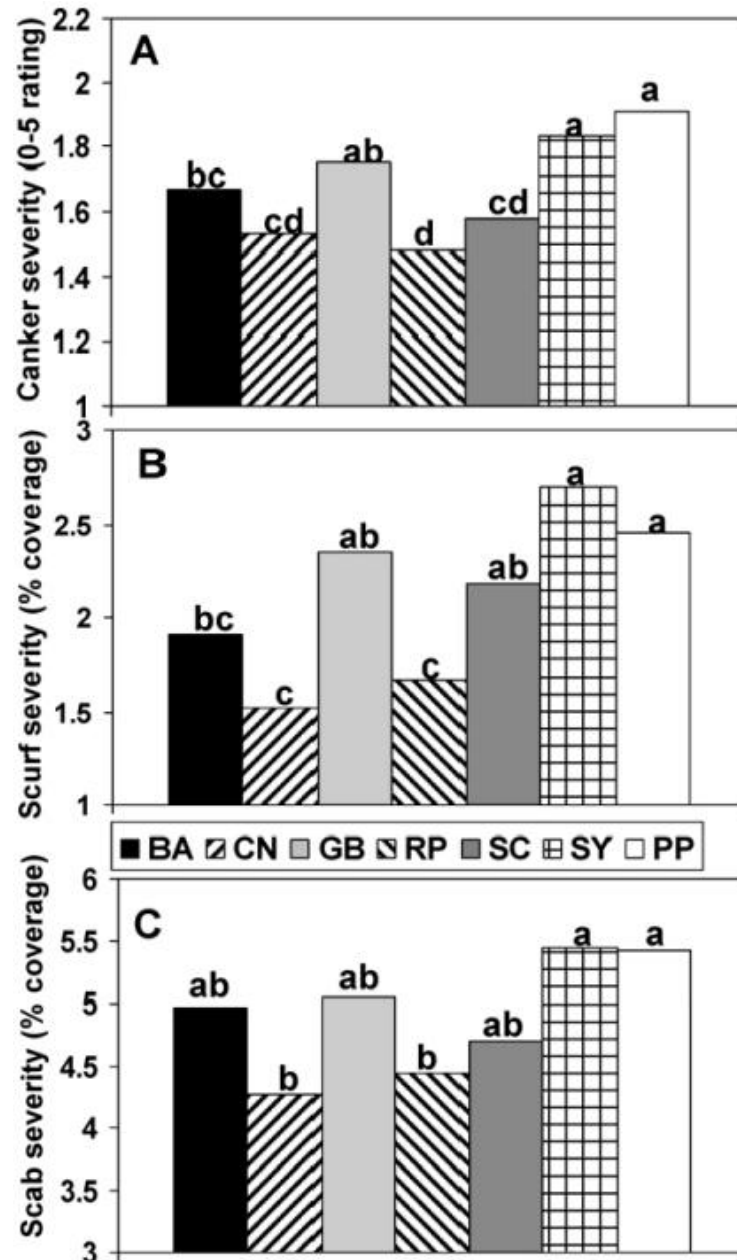 A
Canker severity (0-5 rating)
2.2
2
1.8
1.6
1.4
1.2
1
bc
cd
ab
d
cd
a
a
B
Scurf severity (% coverage)
3
2.5
2
1.5
1
bc
c
ab
c
ab
a
a
BA CN GB RP SC SY PP
C
Scab severity (% coverage)
6
5.5
5
4.5
4
3.5
3
ab
b
ab
b
ab
a
a